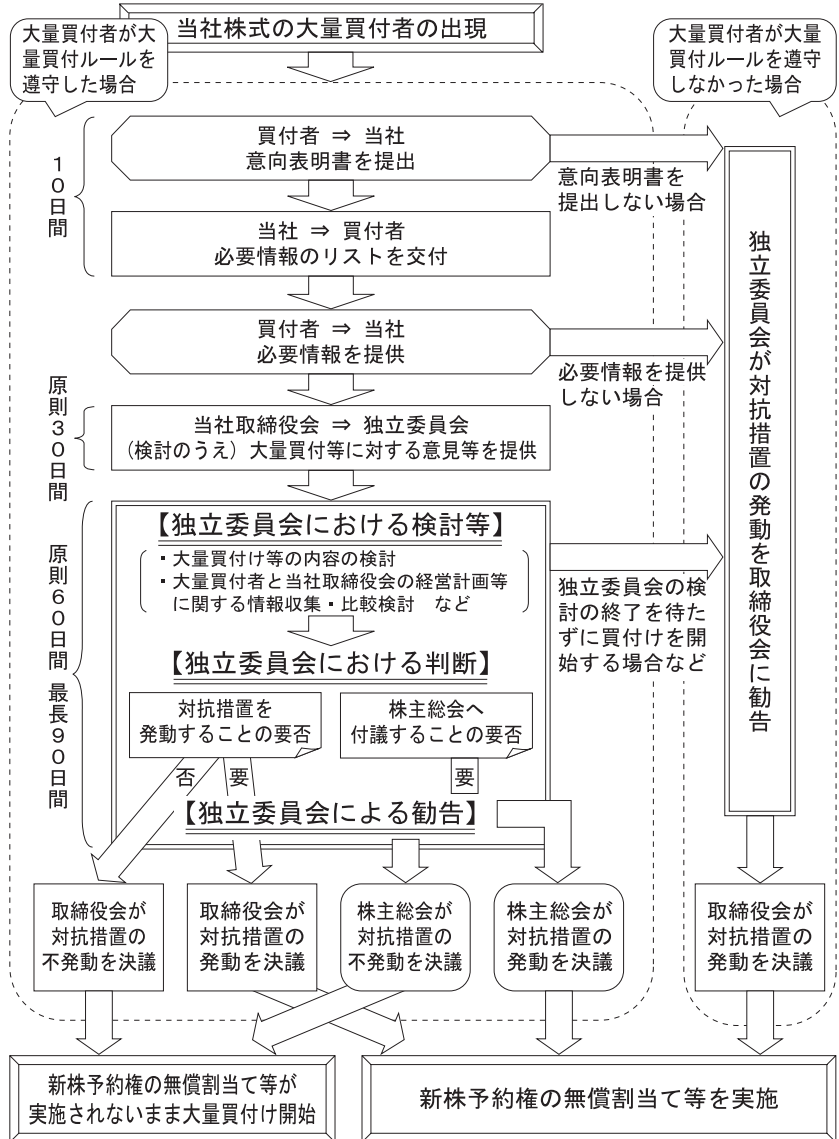 当社株式の大量買付者の出現
大量買付者が大
量買付ルールを
遵守した場合
大量買付者が大量
買付ルールを遵守
しなかった場合
10日間
買付者 ⇒ 当社
意向表明書を提出
意向表明書を
提出しない場合
当社 ⇒ 買付者
必要情報のリストを交付
買付者 ⇒ 当社
必要情報を提供
必要情報を提供
しない場合
原則30日間
当社取締役会 ⇒ 独立委員会
(検討のうえ)大量買付等に対する意見等を提供
原則60日間 最長90日間
【独立委員会における検討等】
・大量買付け等の内容の検討
・大量買付者と当社取締役会の経営計画等
に関する情報収集・比較検討 など
独立委員会の検
討の終了を待た
ずに買付けを開
始する場合など
【独立委員会における判断】
対抗措置を
発動することの要否
株主総会へ
付議することの要否
否
要
要
【独立委員会による勧告】
独立委員会が対抗措置の発動を取締役会に勧告
取締役会が
対抗措置の
不発動を決議
取締役会が
対抗措置の
発動を決議
株主総会が
対抗措置の
不発動を決議
株主総会が
対抗措置の
発動を決議
取締役会が
対抗措置の
発動を決議
新株予約権の無償割当て等が
実施されないまま大量買付け開始
新株予約権の無償割当て等を実施